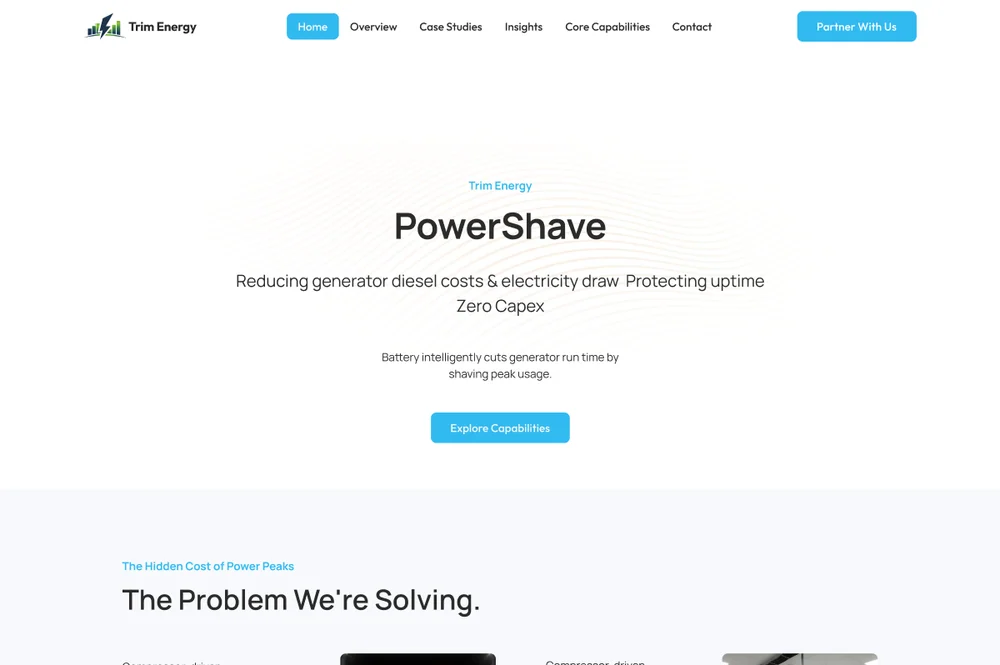 Trim Energy
Home
Overview
Case Studies
Insights
Core Capabilities
Contact
Partner With Us
Trim Energy
PowerShave
Reducing generator diesel costs & electricity draw  Protecting uptime
Zero Capex
Battery intelligently cuts generator run time by
shaving peak usage.
Explore Capabilities
The Hidden Cost of Power Peaks
The Problem We're Solving.